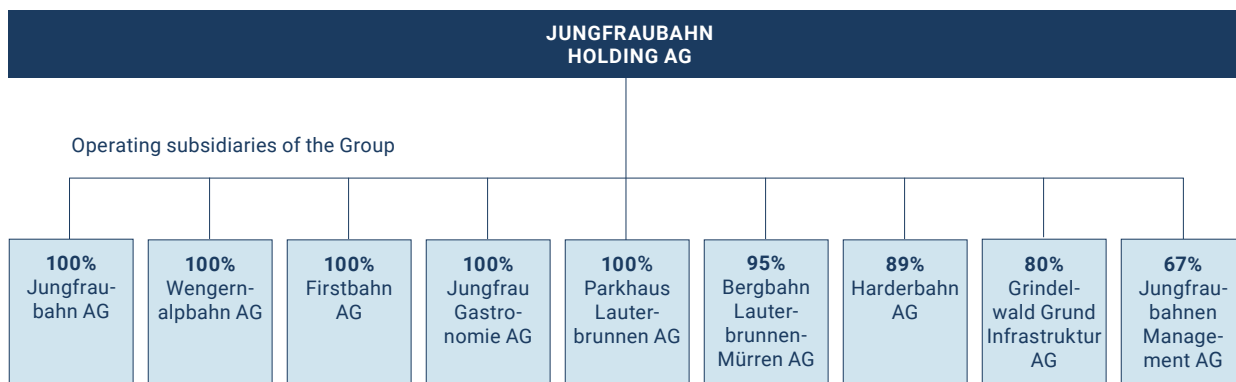 JUNGFRAUBAHN
HOLDING AG
Operating subsidiaries of the Group
100%
Jungfrau-
bahn AG
100%
Wengern-
alpbahn AG
100%
Firstbahn
AG
100%
Jungfrau
Gastro-
nomie AG
100%
Parkhaus
Lauter-
brunnen AG
95%
Bergbahn
Lauter-
brunnen-
Mürren AG
89%
Harderbahn
AG
80%
Grindel-
wald Grund
Infrastruktur
AG
67%
Jungfrau-
bahnen
Manage-
ment AG